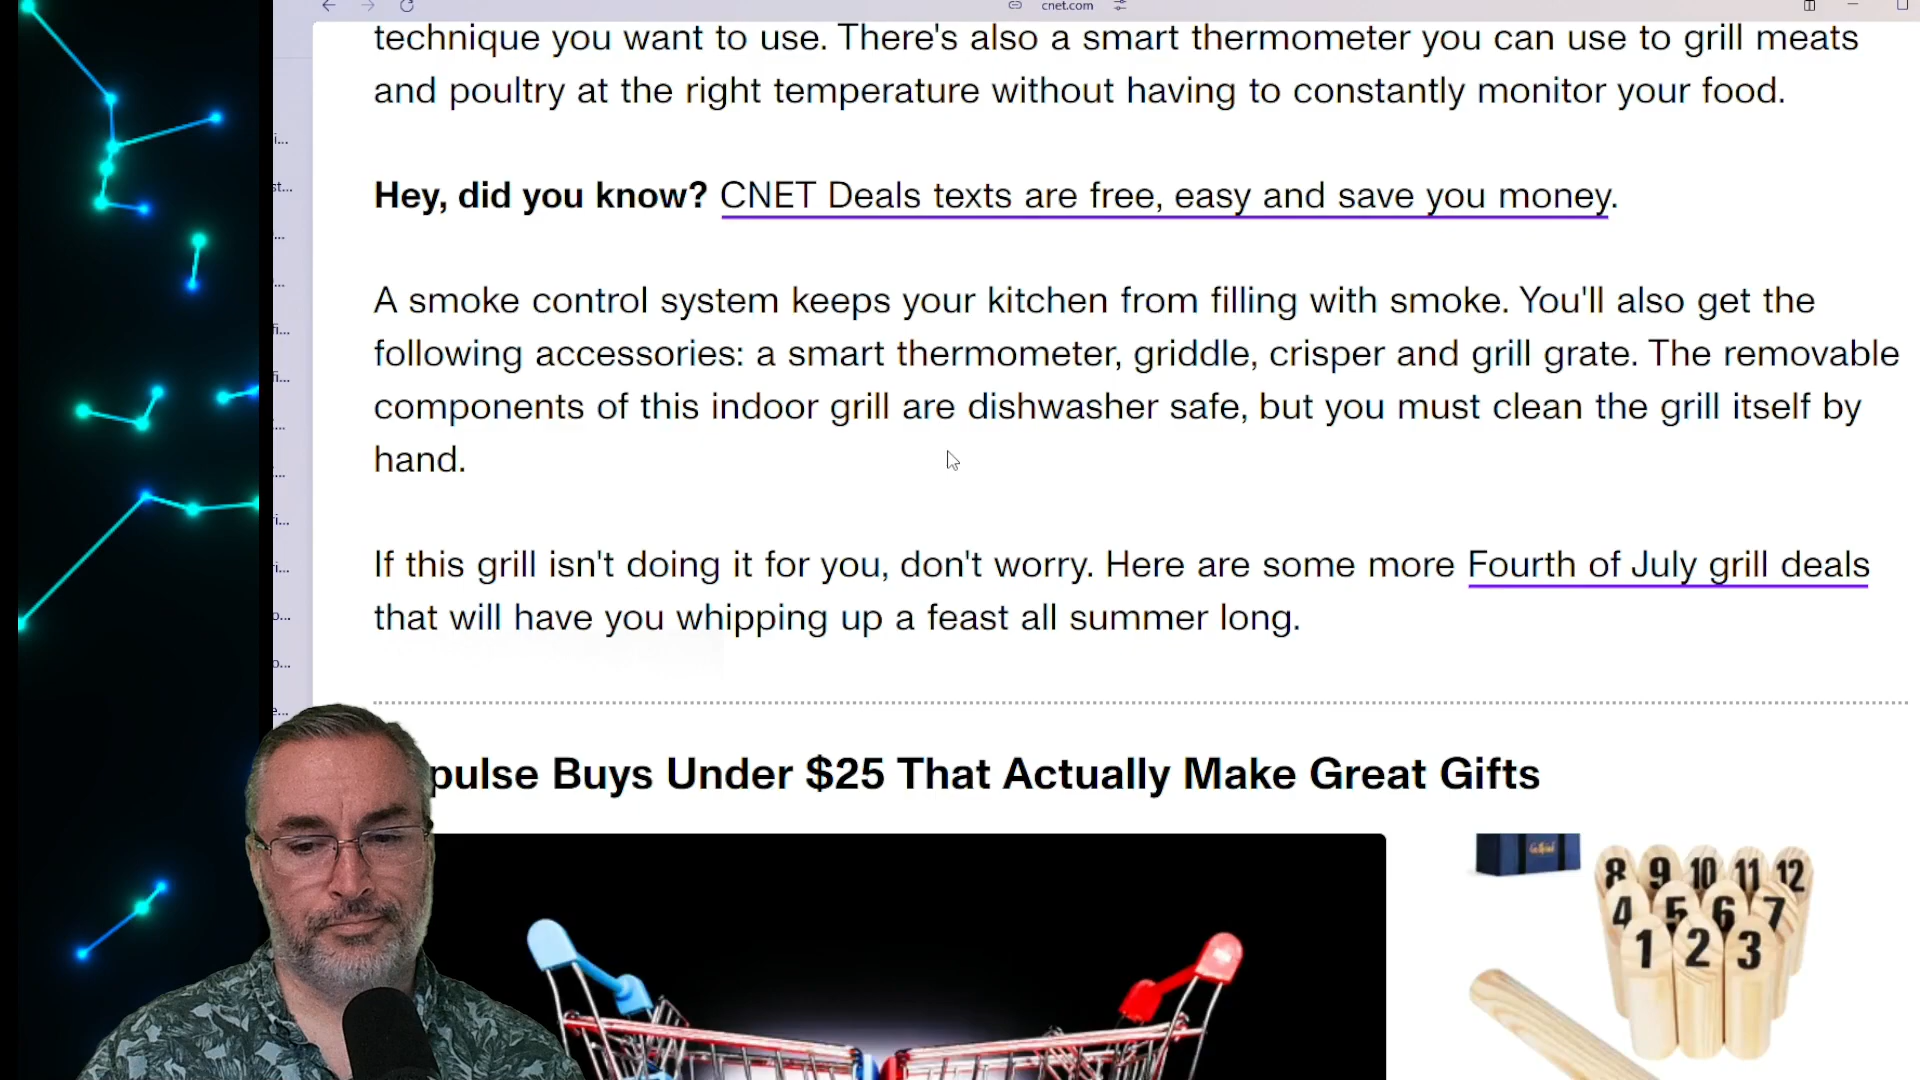 cnet.com
technique you want to use. There's also a smart thermometer you can use to grill meats
and poultry at the right temperature without having to constantly monitor your food.
Hey, did you know? CNET Deals texts are free, easy and save you money.
A smoke control system keeps your kitchen from filling with smoke. You'll also get the
following accessories: a smart thermometer, griddle, crisper and grill grate. The removable
components of this indoor grill are dishwasher safe, but you must clean the grill itself by
hand.
If this grill isn't doing it for you, don't worry. Here are some more Fourth of July grill deals
that will have you whipping up a feast all summer long.
pulse Buys Under $25 That Actually Make Great Gifts
8 9 10 11 12
4 5 6 7
1 2 3